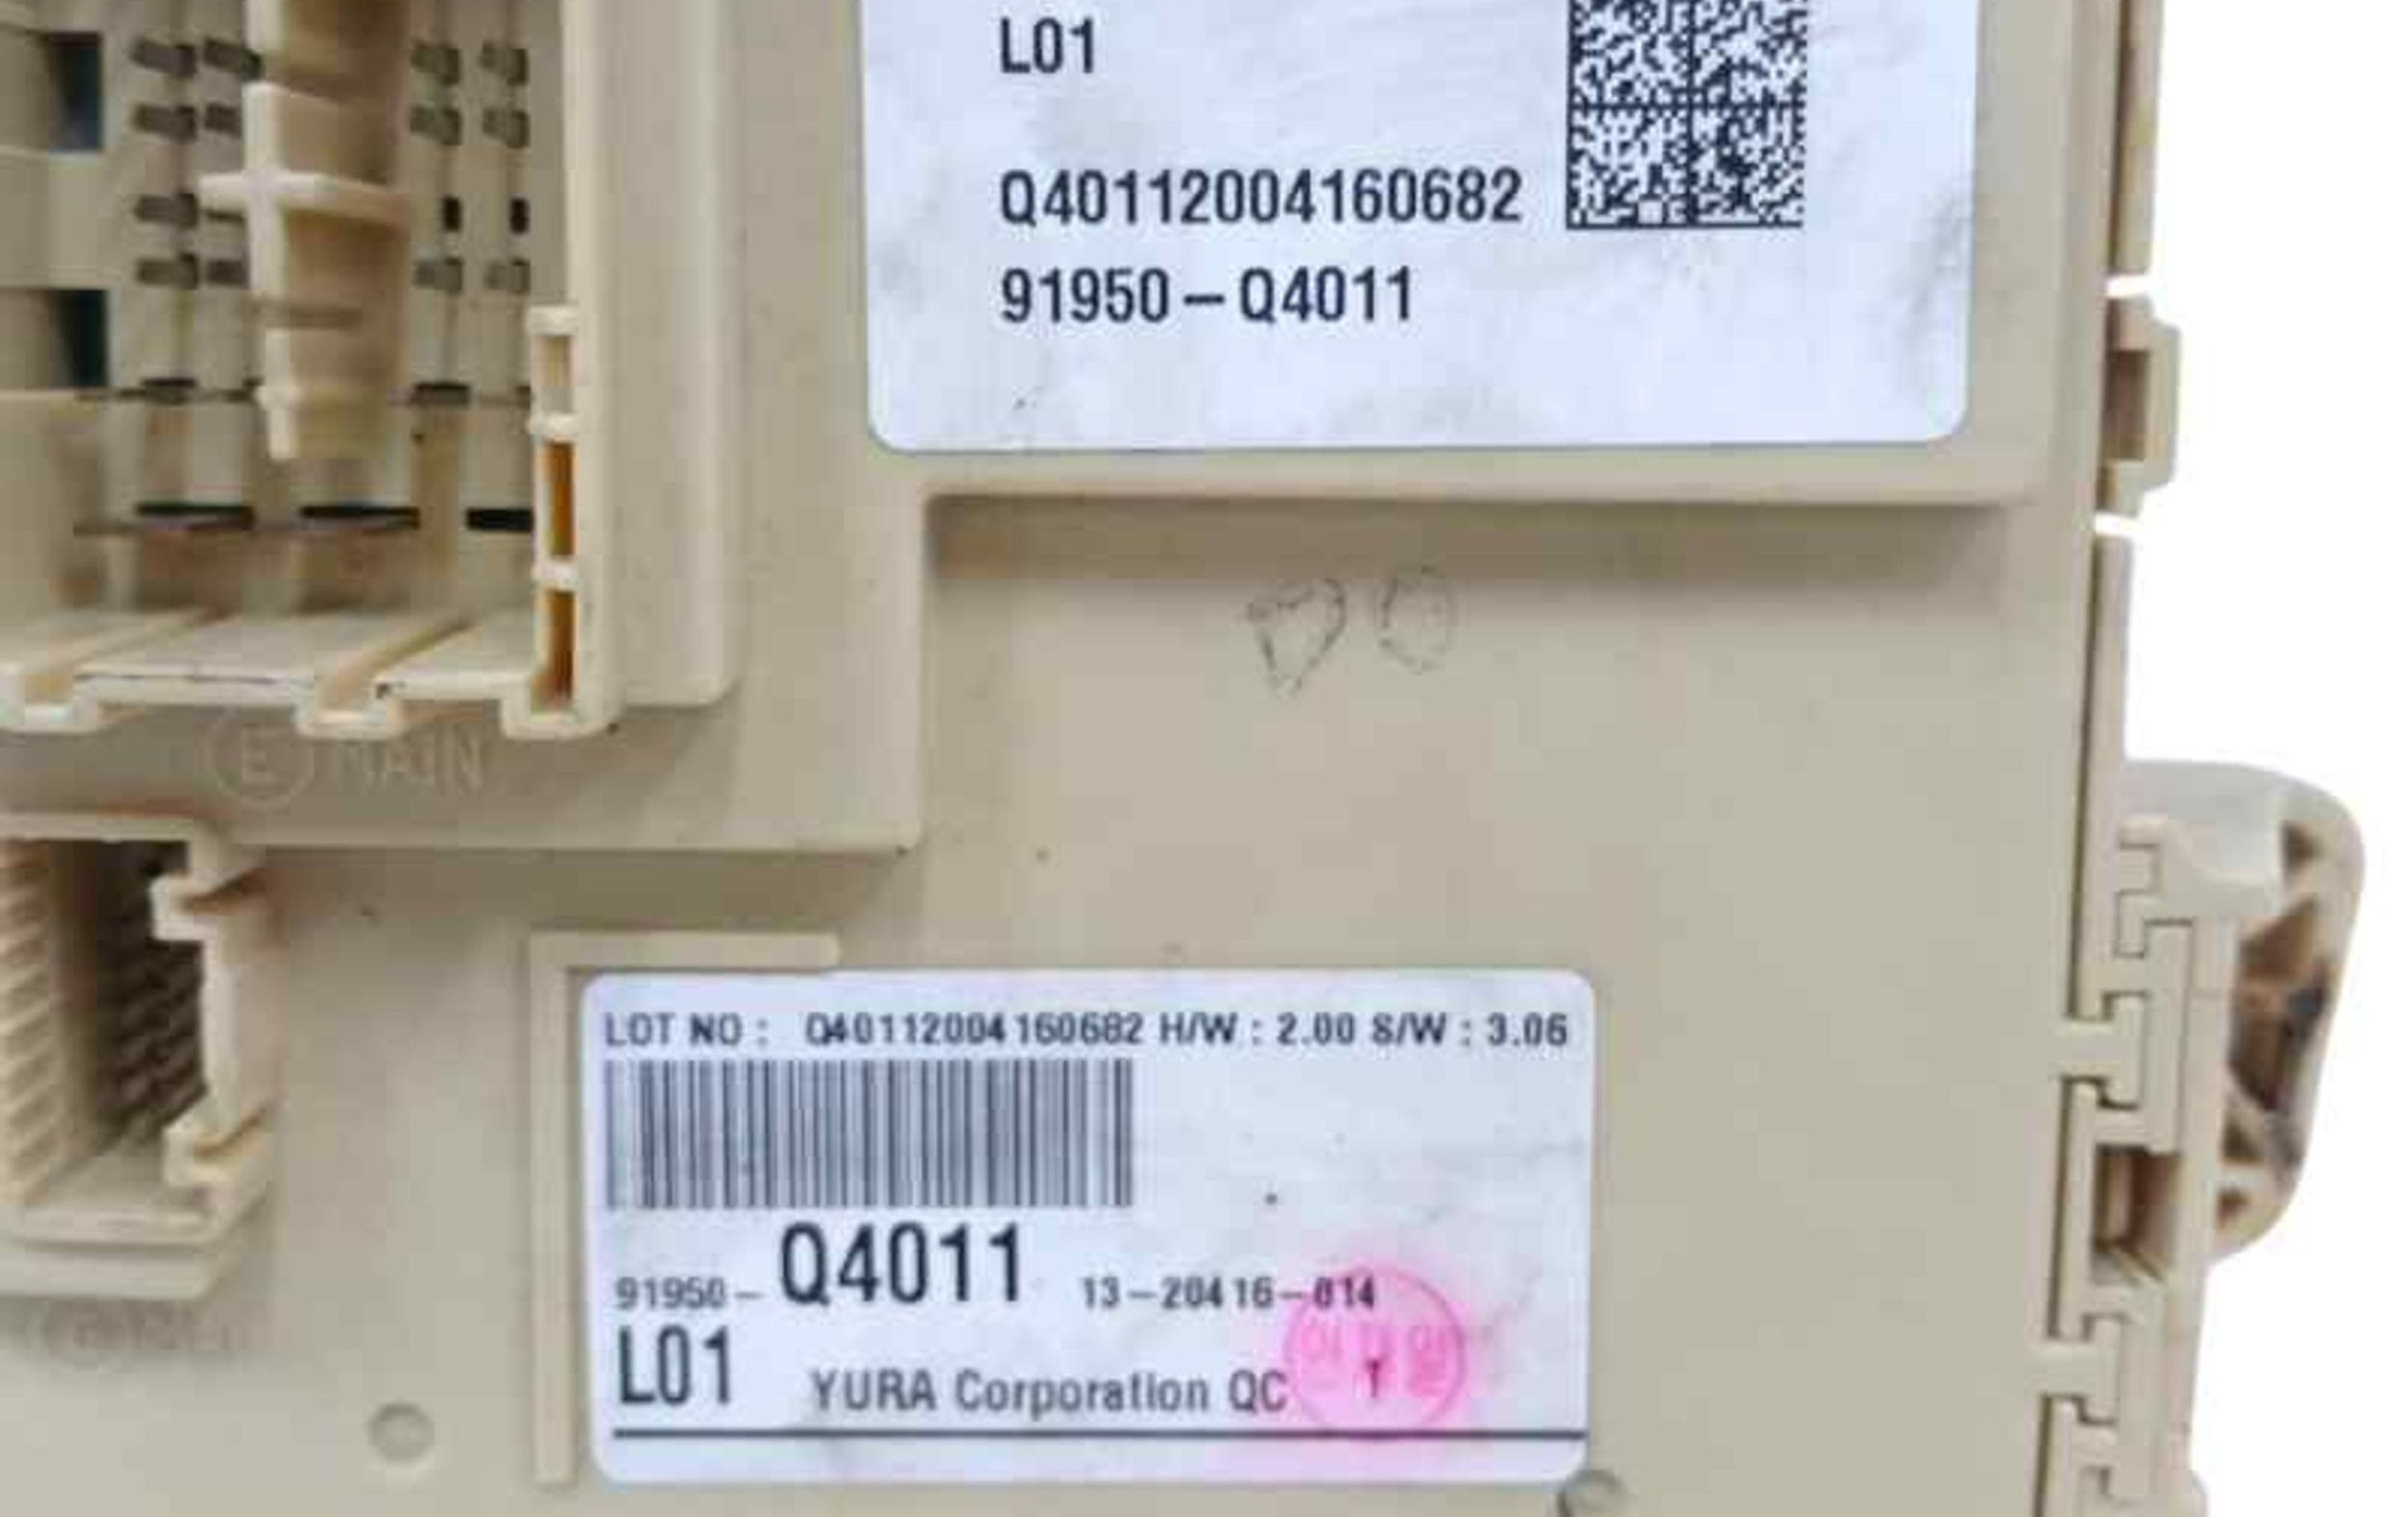 L01
Q40112004160682
91950-Q4011
E MAIN
LOT NO : Q40112004160682 H/W : 2.00 S/W : 3.06
91950- Q4011 13-20416-014
L01 YURA Corporation QC